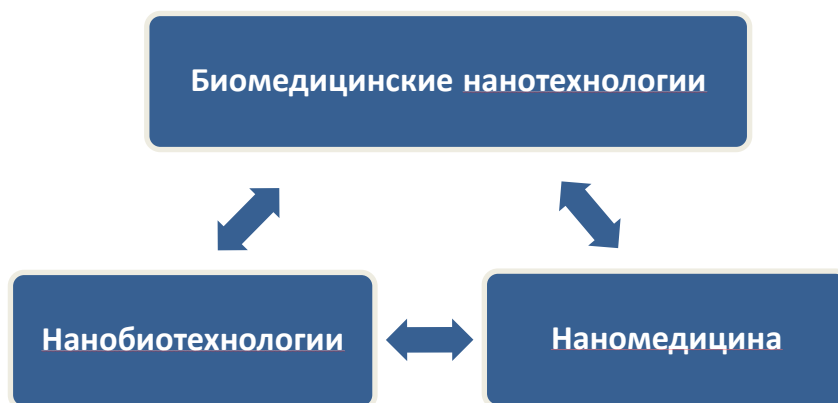 Биомедицинские нанотехнологии
Нанобиотехнологии
Наномедицина